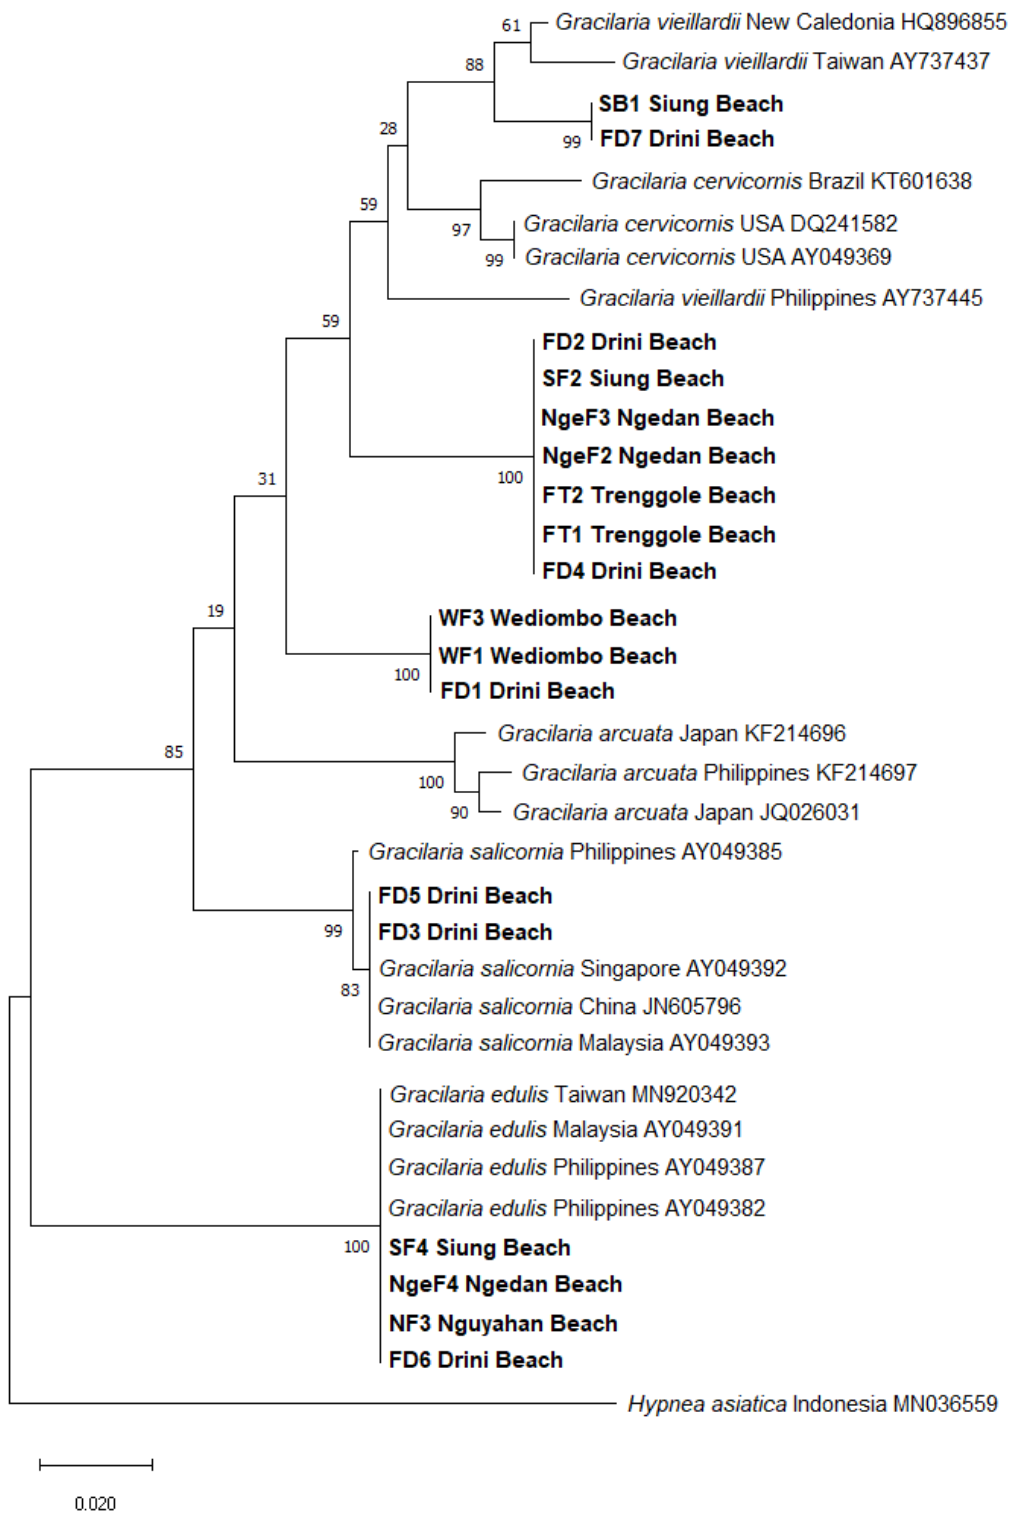 61
Gracilaria vieillardii New Caledonia HQ896855
Gracilaria vieillardii Taiwan AY737437
88
SB1 Siung Beach
FD7 Drini Beach
99
28
Gracilaria cervicornis Brazil KT601638
59
97
Gracilaria cervicornis USA DQ241582
Gracilaria cervicornis USA AY049369
99
Gracilaria vieillardii Philippines AY737445
59
FD2 Drini Beach
SF2 Siung Beach
NgeF3 Ngedan Beach
NgeF2 Ngedan Beach
100
FT2 Trenggole Beach
FT1 Trenggole Beach
FD4 Drini Beach
31
19
WF3 Wediombo Beach
WF1 Wediombo Beach
100
FD1 Drini Beach
85
Gracilaria arcuata Japan KF214696
100
Gracilaria arcuata Philippines KF214697
90
Gracilaria arcuata Japan JQ026031
Gracilaria salicornia Philippines AY049385
FD5 Drini Beach
99
FD3 Drini Beach
Gracilaria salicornia Singapore AY049392
83
Gracilaria salicornia China JN605796
Gracilaria salicornia Malaysia AY049393
Gracilaria edulis Taiwan MN920342
Gracilaria edulis Malaysia AY049391
Gracilaria edulis Philippines AY049387
Gracilaria edulis Philippines AY049382
100
SF4 Siung Beach
NgeF4 Ngedan Beach
NF3 Nguyahan Beach
FD6 Drini Beach
Hypnea asiatica Indonesia MN036559
0.020